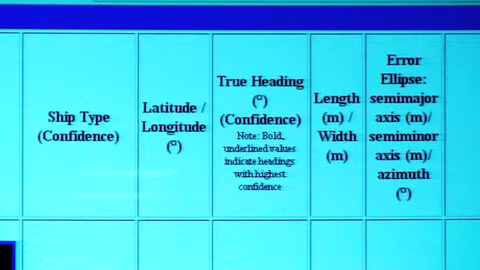 Ship Type
(Confidence)
Latitude /
Longitude
(°)
True Heading
(°)
(Confidence)
Note: Bold,
underlined values
indicate headings
with highest
confidence
Length
(m) /
Width
(m)
Error
Ellipse:
semimajor
axis (m)/
semiminor
axis (m)/
azimuth
(°)